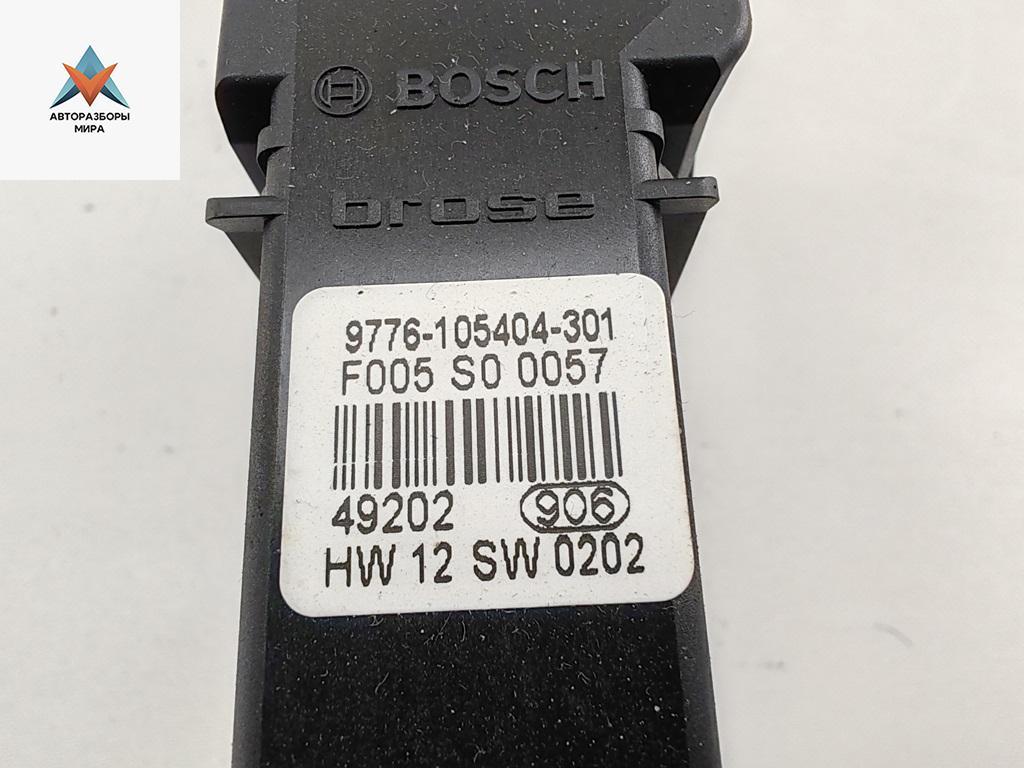 АВТОРАЗБОРЫ
МИРА
BOSCH
brose
9776-105404-301
F005 S0 0057
49202 906
HW 12 SW 0202